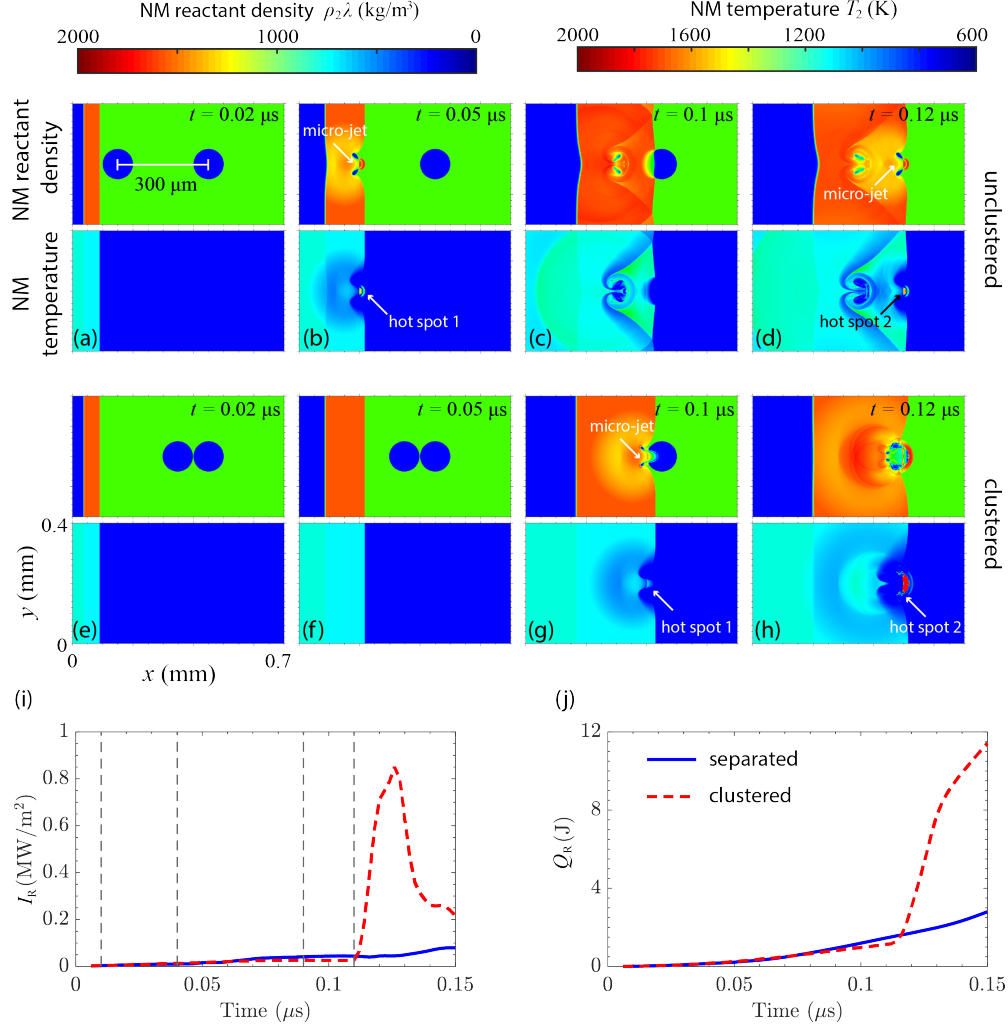 NM reactant density ρ₂λ (kg/m³)
2000 1000 0
NM temperature T₂ (K)
2000 1600 1200 600
NM reactant density
t = 0.02 μs
300 μm
t = 0.05 μs
micro-jet
t = 0.1 μs
t = 0.12 μs
micro-jet
unclustered
NM temperature
(a)
(b)
hot spot 1
(c)
(d)
hot spot 2
t = 0.02 μs
t = 0.05 μs
t = 0.1 μs
micro-jet
t = 0.12 μs
clustered
0.4
y (mm)
0
(e)
(f)
(g)
hot spot 1
(h)
hot spot 2
0 0.7
x (mm)
(i)
1
0.8
0.6
0.4
0.2
0
I_R (MW/m²)
0 0.05 0.1 0.15
Time (μs)
(j)
12
8
4
0
Q_R (J)
separated
clustered
0 0.05 0.1 0.15
Time (μs)